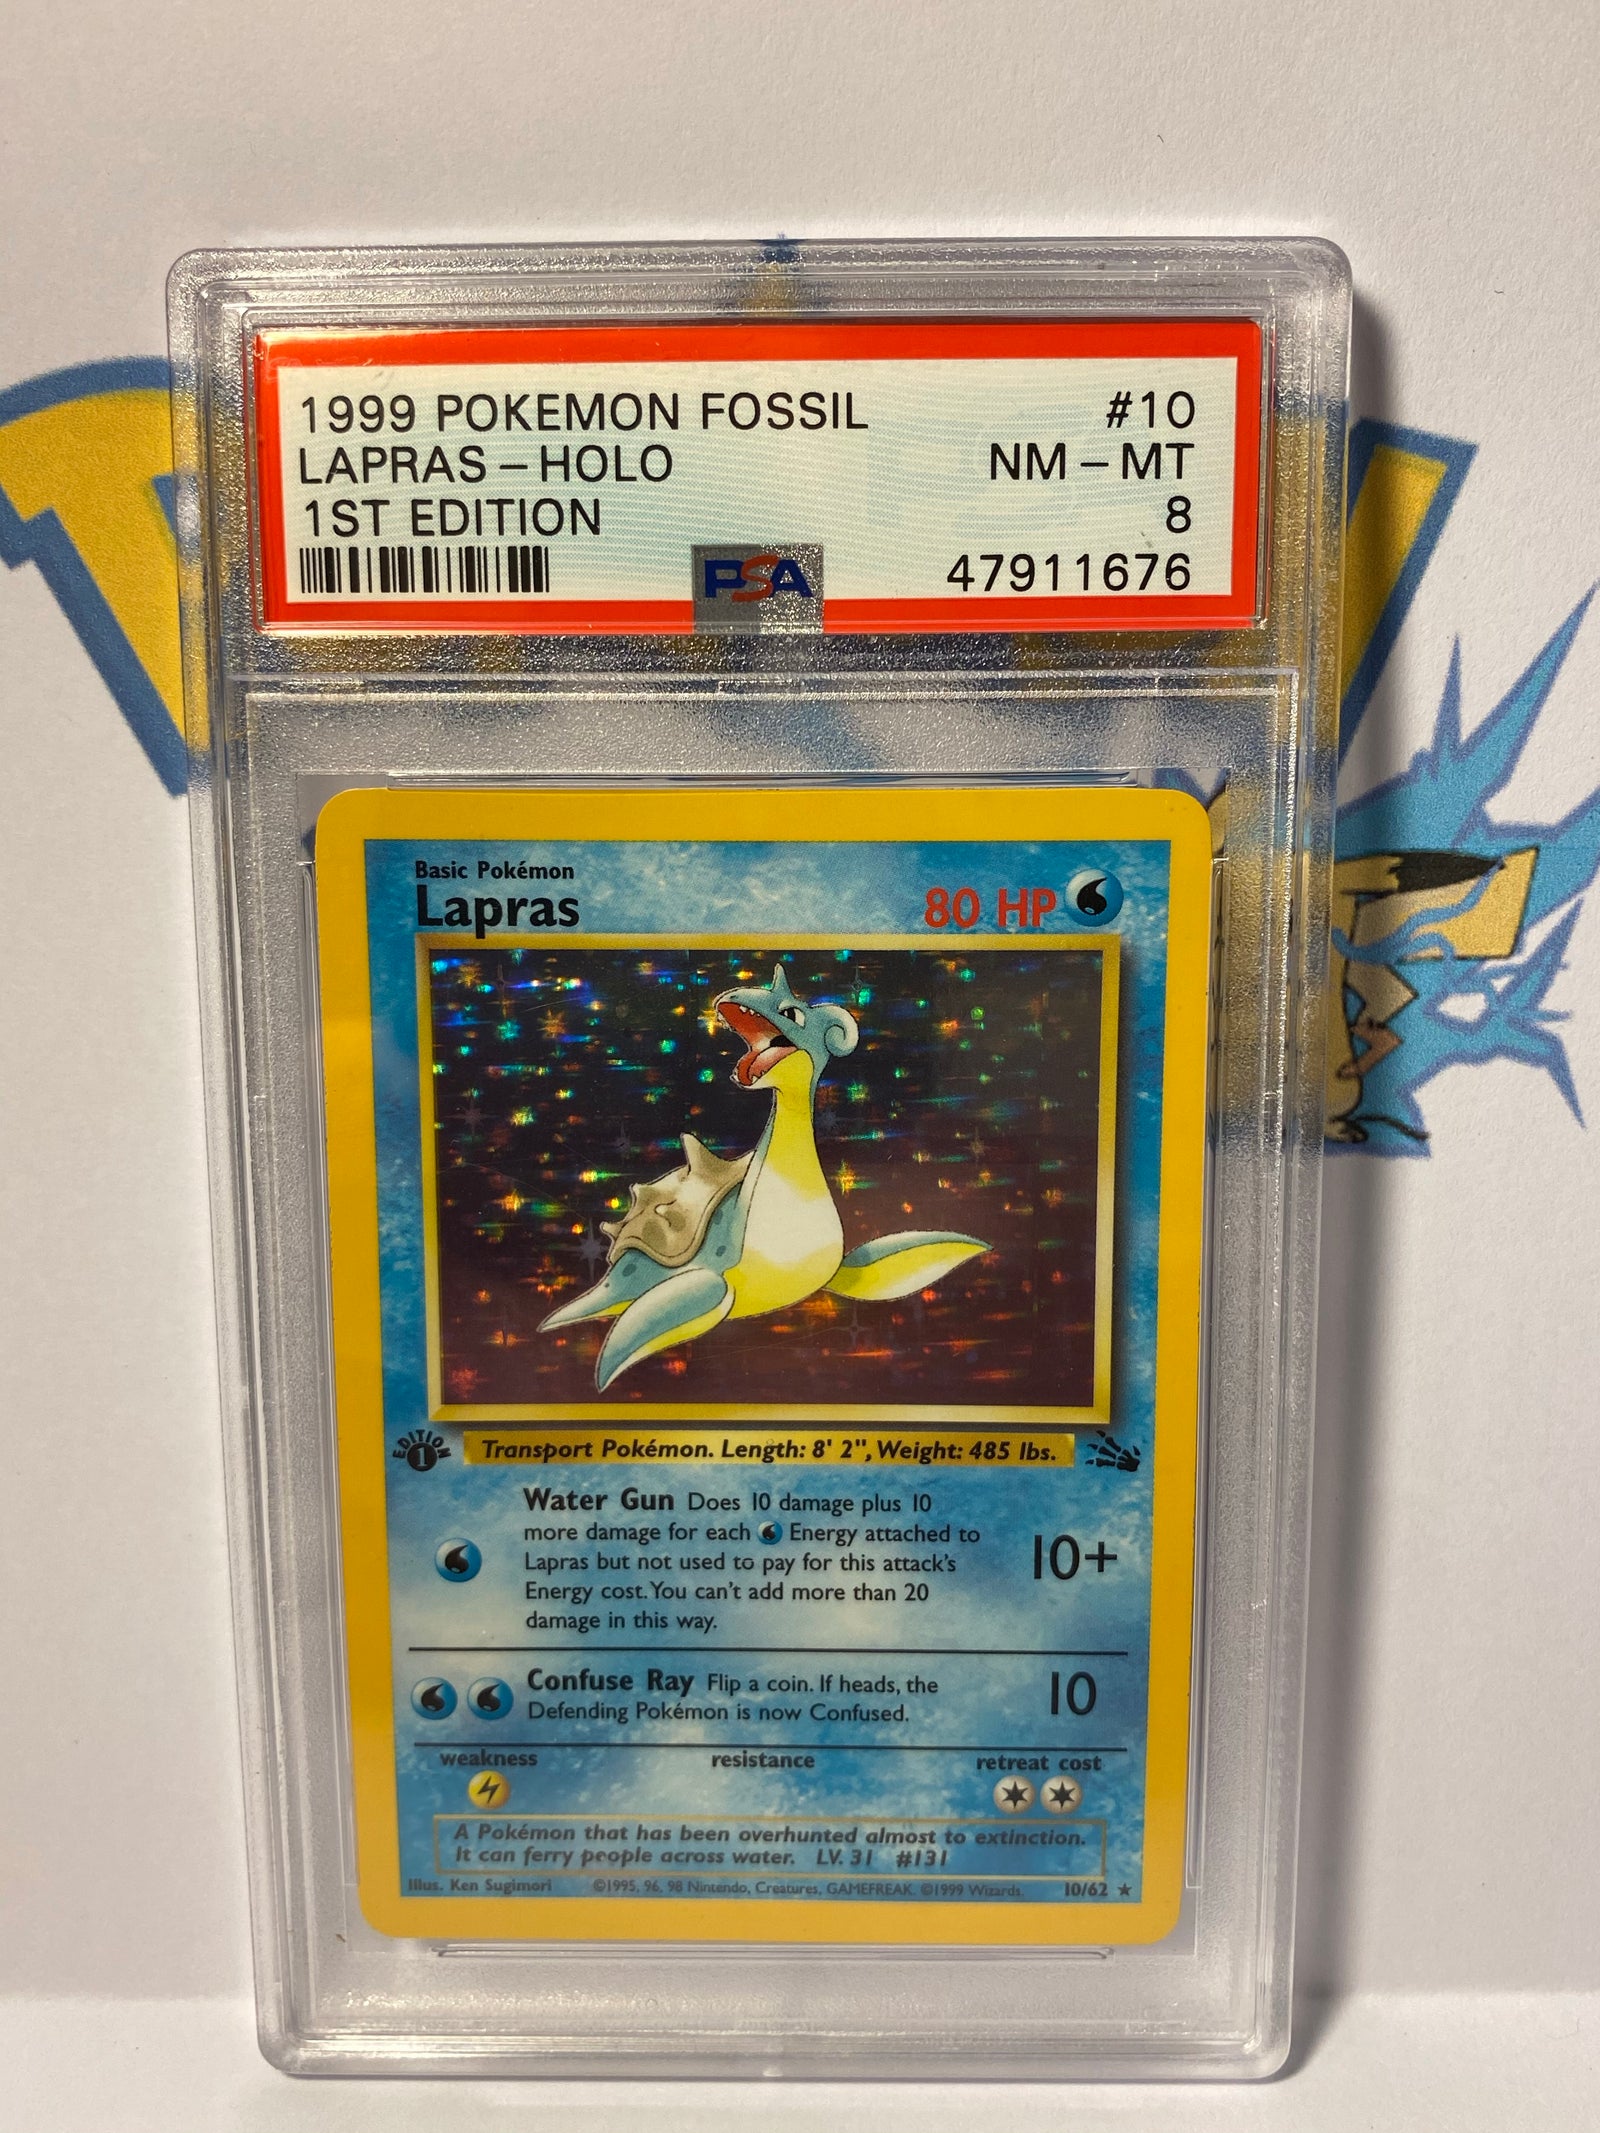 1999 POKEMON FOSSIL #10
LAPRAS - HOLO NM - MT
1ST EDITION 8
PSA 47911676
Basic Pokémon
Lapras 80 HP
EDITION 1
Transport Pokémon. Length: 8' 2", Weight: 485 lbs.
Water Gun Does 10 damage plus 10
more damage for each Energy attached to
Lapras but not used to pay for this attack's
Energy cost. You can't add more than 20
damage in this way.
10+
Confuse Ray Flip a coin. If heads, the
Defending Pokémon is now Confused.
10
weakness resistance retreat cost
A Pokémon that has been overhunted almost to extinction.
It can ferry people across water. LV. 31 #131
Illus. Ken Sugimori ©1995, 96, 98 Nintendo, Creatures, GAMEFREAK. ©1999 Wizards. 10/62 ★